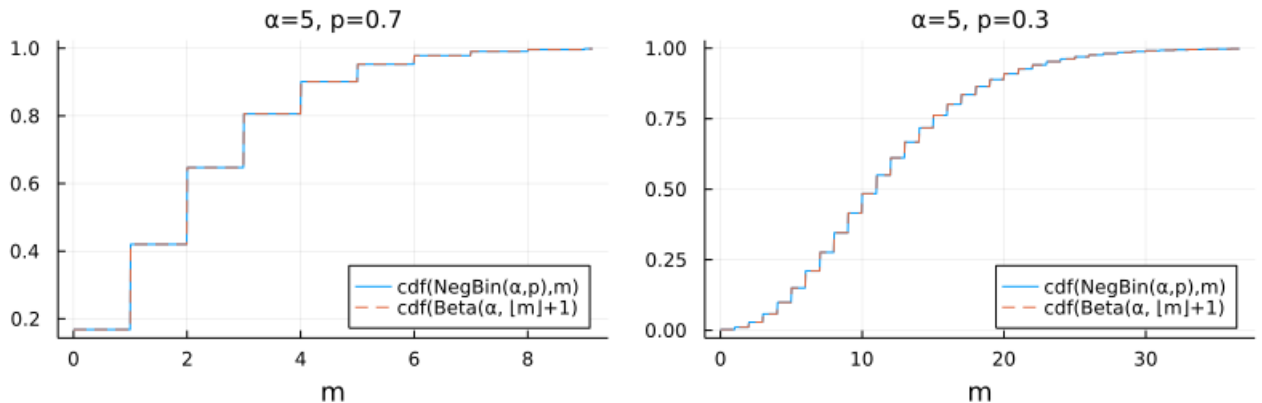 α=5, p=0.7
1.0
0.8
0.6
0.4
0.2
cdf(NegBin(α,p),m)
cdf(Beta(α, ⌊m⌋+1)
0 2 4 6 8
m
α=5, p=0.3
1.00
0.75
0.50
0.25
0.00
cdf(NegBin(α,p),m)
cdf(Beta(α, ⌊m⌋+1)
0 10 20 30
m